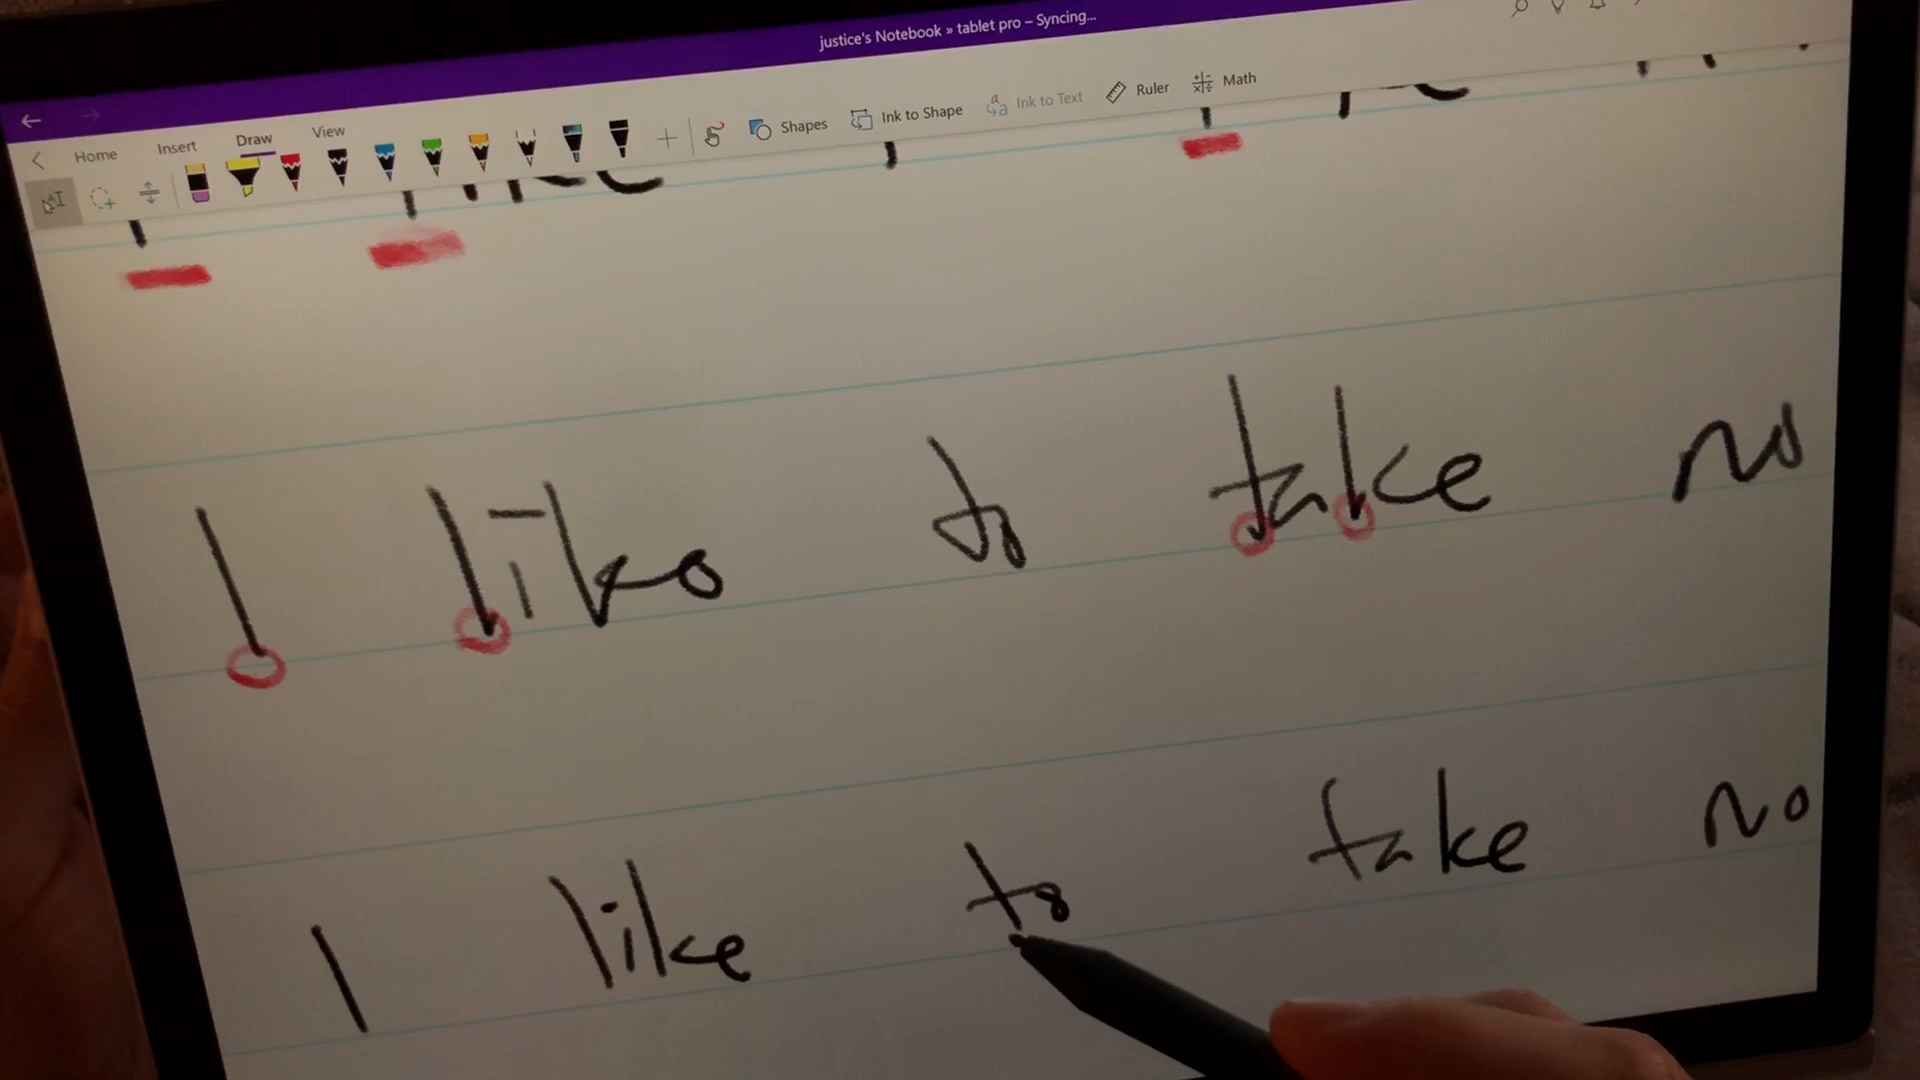 justice's Notebook » tablet pro – Syncing...
Home Insert Draw View
Shapes Ink to Shape Ink to Text Ruler Math
I like to take no
I like to take no